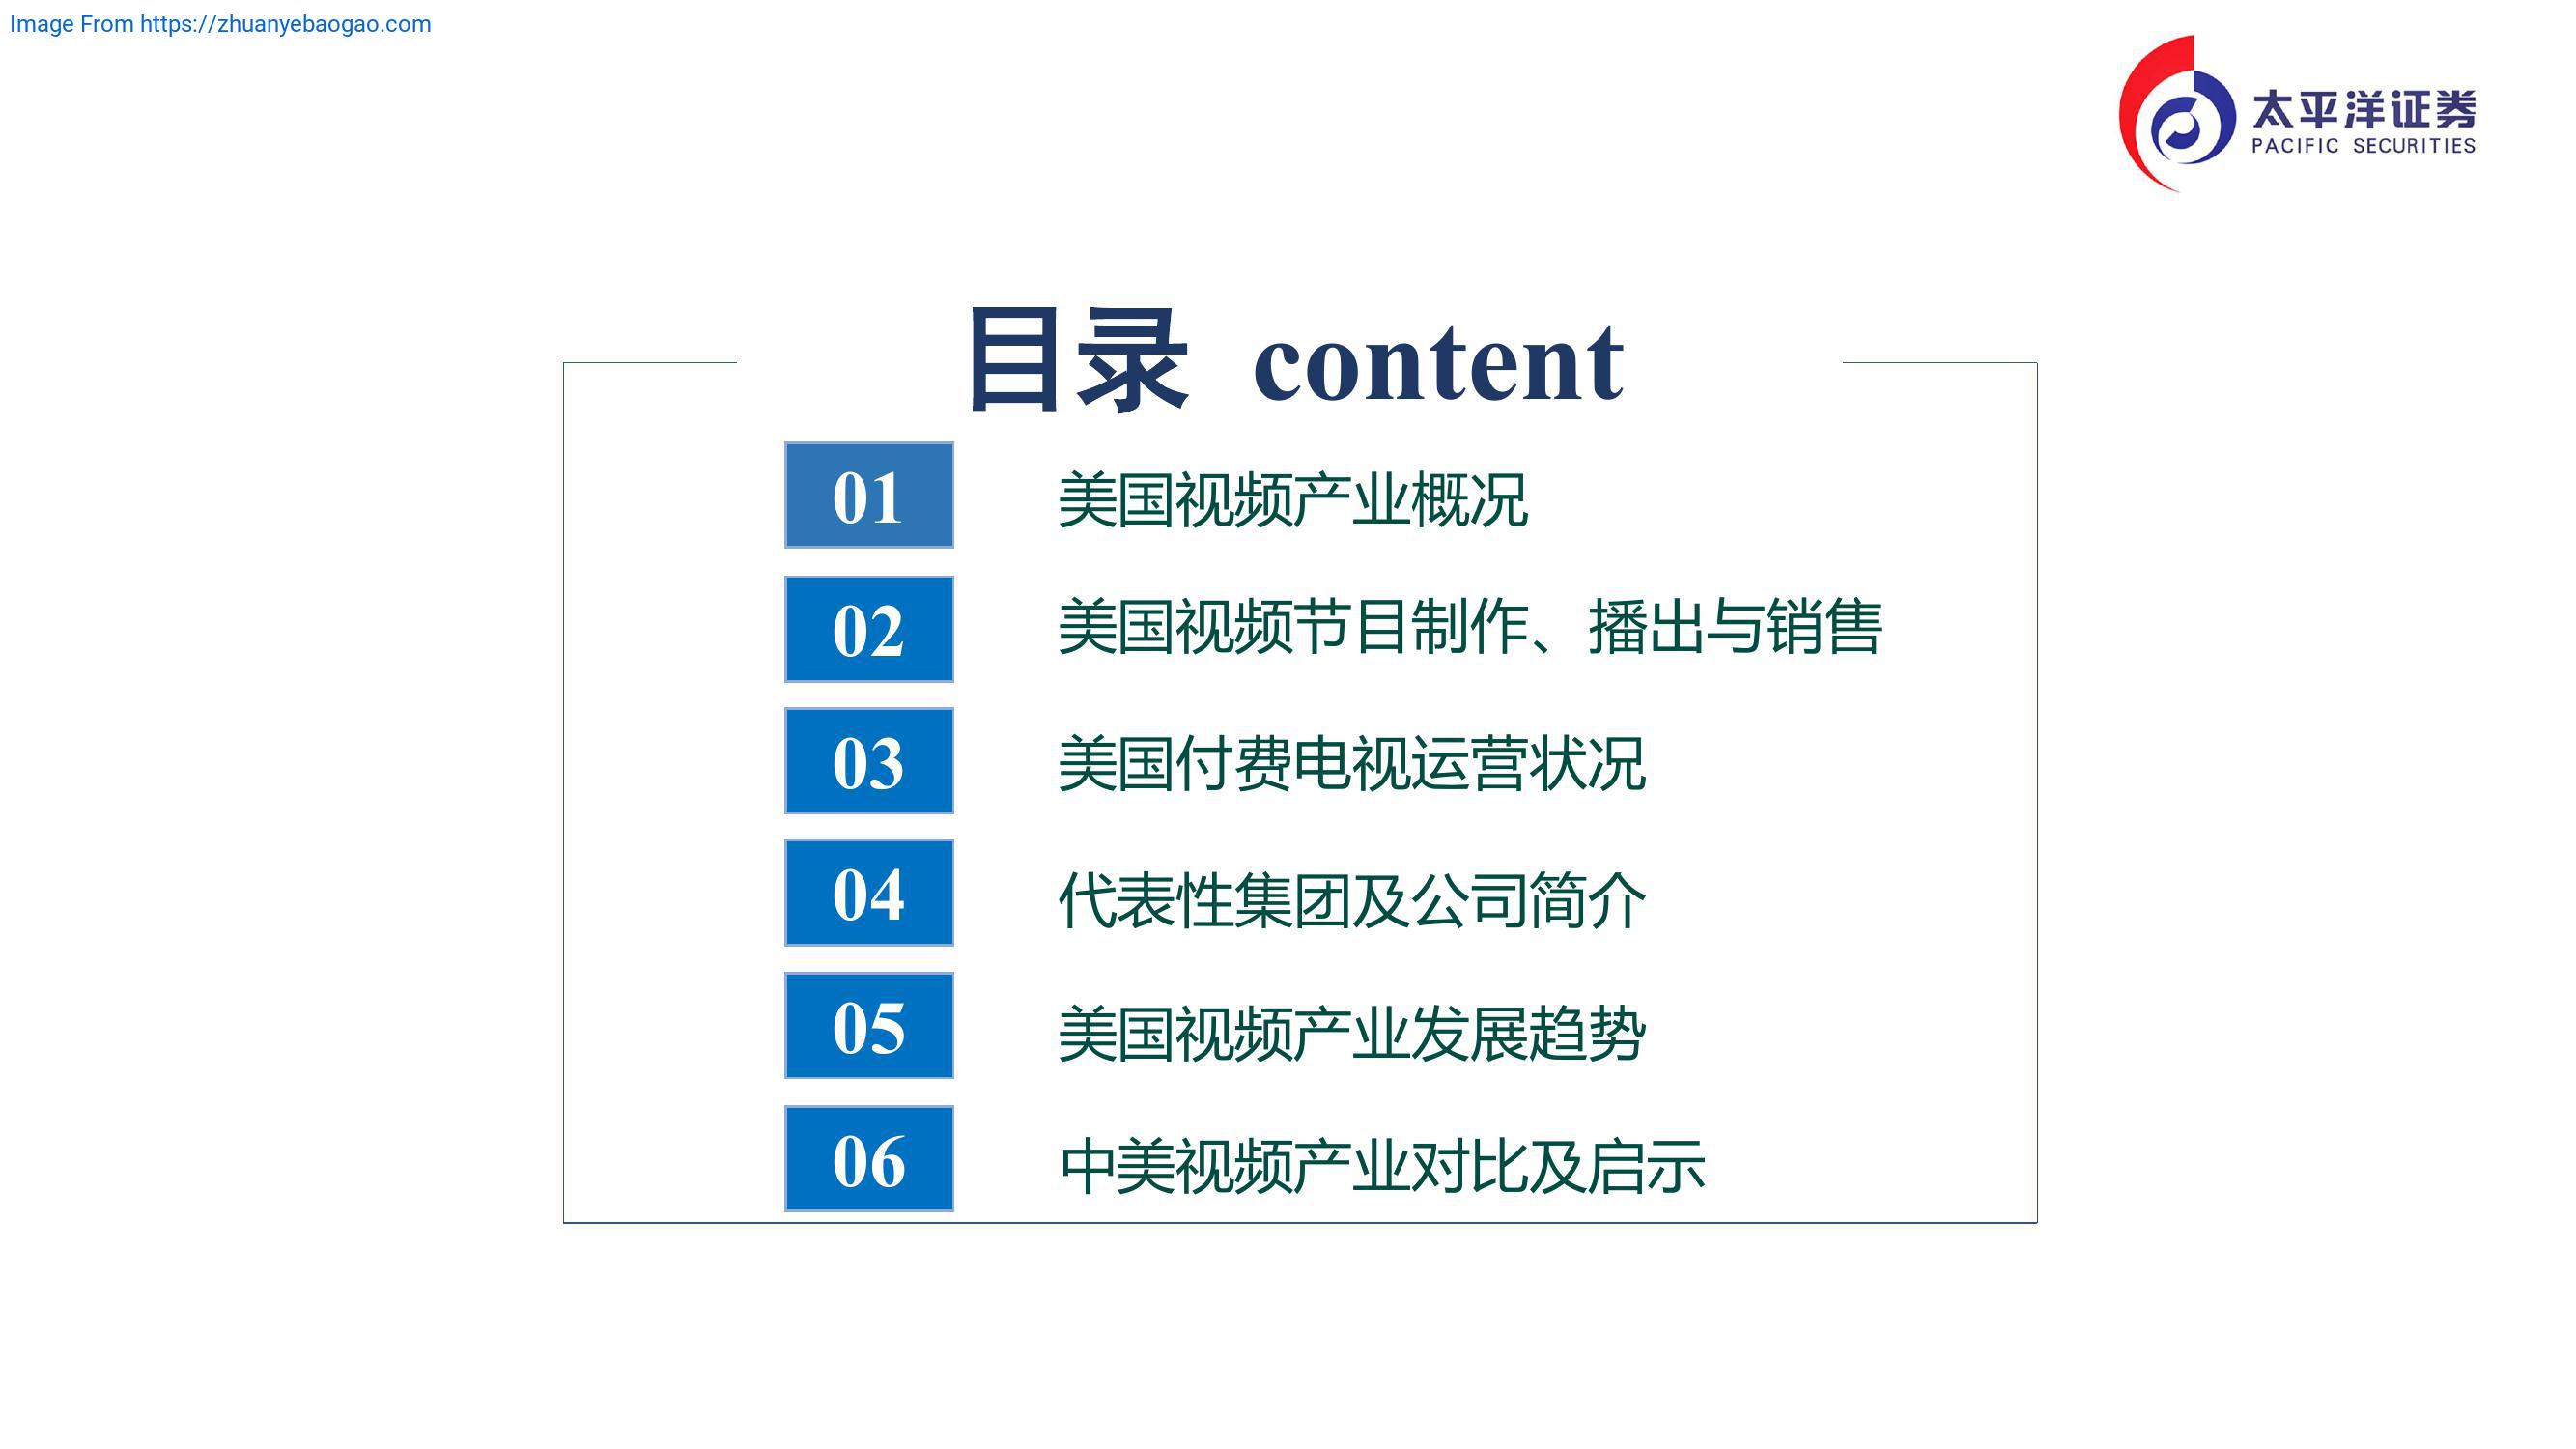 Image From https://zhuanyebaogao.com
太平洋证券
PACIFIC SECURITIES
目录 content
01 美国视频产业概况
02 美国视频节目制作、播出与销售
03 美国付费电视运营状况
04 代表性集团及公司简介
05 美国视频产业发展趋势
06 中美视频产业对比及启示